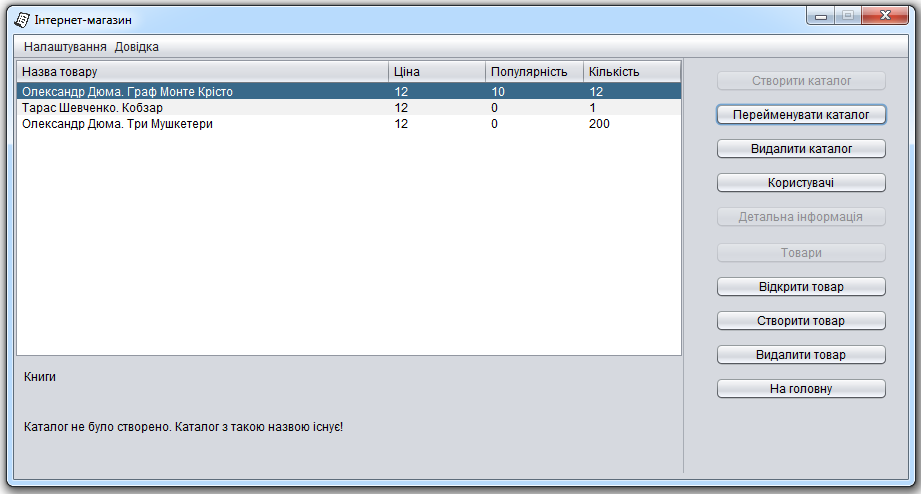 Інтернет-магазин
Налаштування Довідка
Назва товару Ціна Популярність Кількість
Олександр Дюма. Граф Монте Крісто 12 10 12
Тарас Шевченко. Кобзар 12 0 1
Олександр Дюма. Три Мушкетери 12 0 200
Книги
Каталог не було створено. Каталог з такою назвою існує!
Створити каталог
Перейменувати каталог
Видалити каталог
Користувачі
Детальна інформація
Товари
Відкрити товар
Створити товар
Видалити товар
На головну